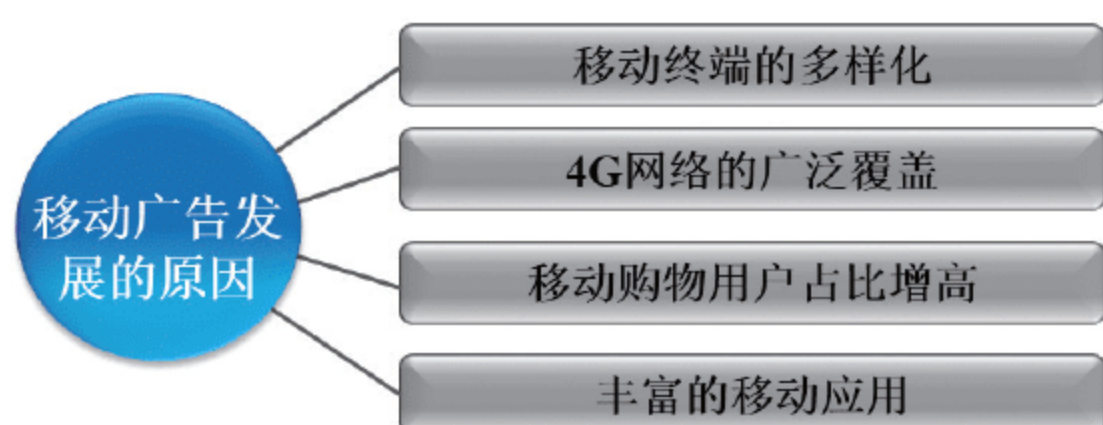 移动广告发
展的原因
移动终端的多样化
4G网络的广泛覆盖
移动购物用户占比增高
丰富的移动应用